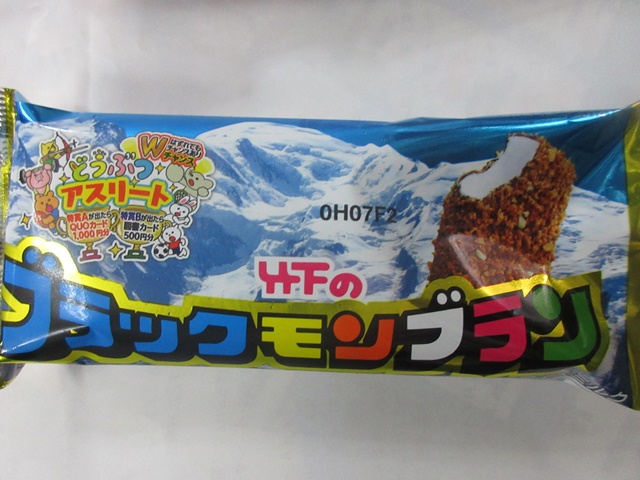 Wチャンス
どうぶつ
アスリート
特賞Aが出たら
QUOカード
1,000円分
特賞Bが出たら
図書カード
500円分
0H07F2
竹下の
ブラックモンブラン